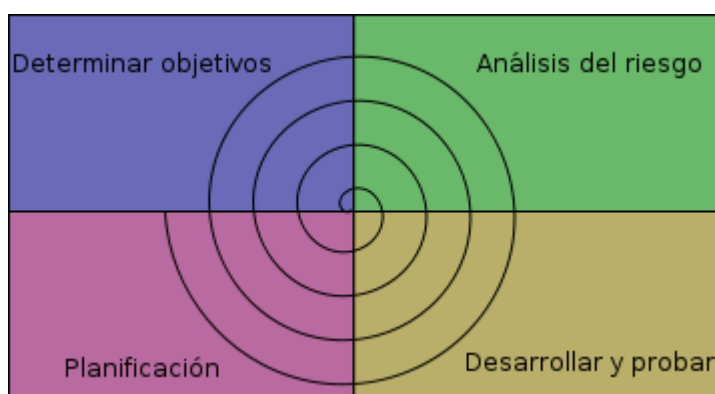 Determinar objetivos
Análisis del riesgo
Planificación
Desarrollar y probar